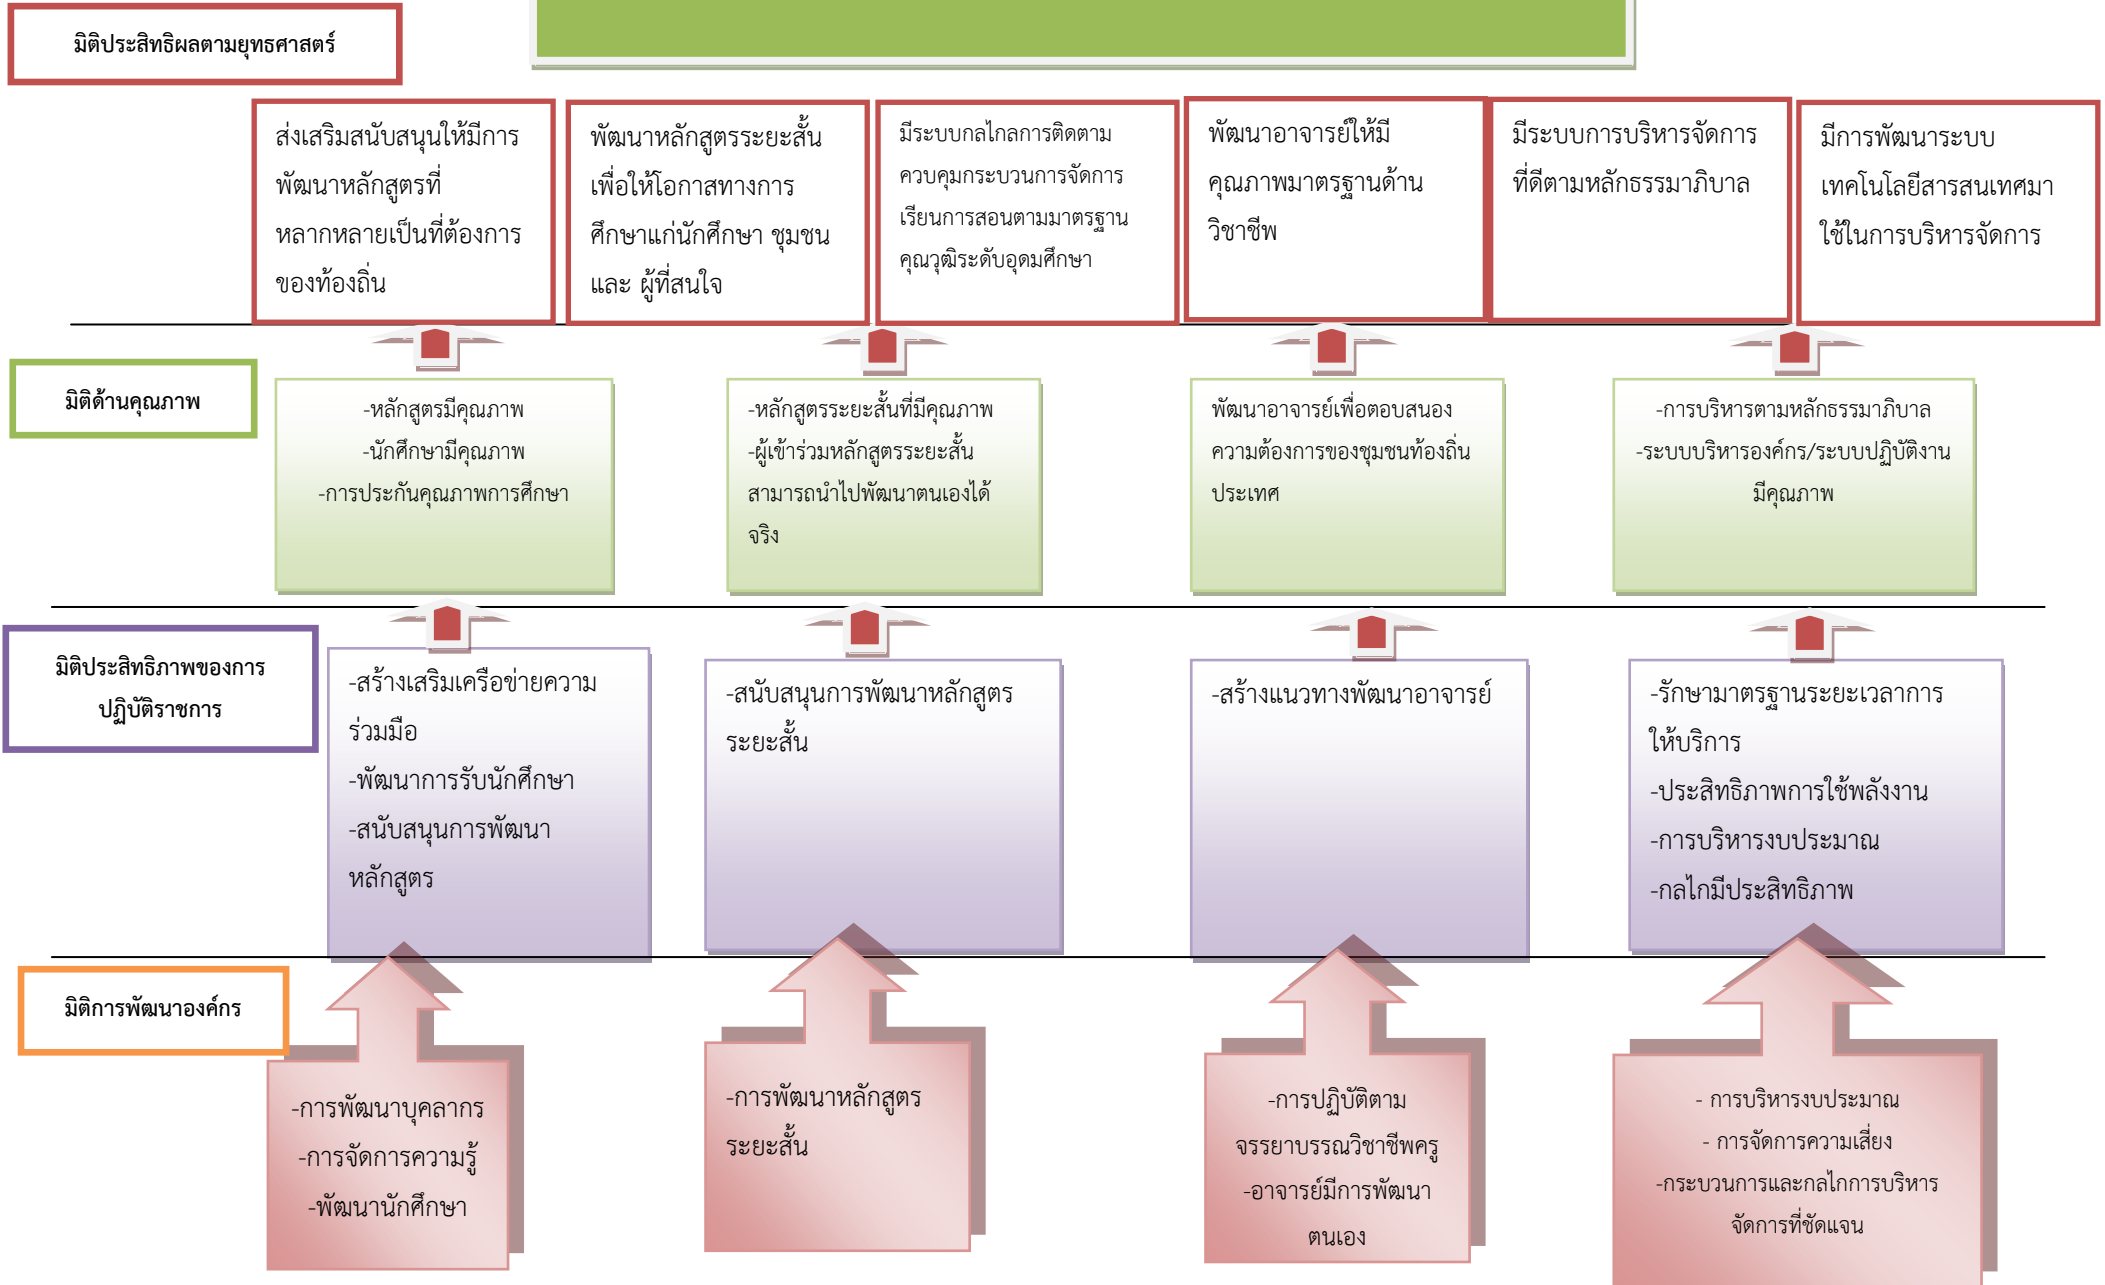 มิติประสิทธิผลตามยุทธศาสตร์
ส่งเสริมสนับสนุนให้มีการ
พัฒนาหลักสูตรที่
หลากหลายเป็นที่ต้องการ
ของท้องถิ่น
พัฒนาหลักสูตรระยะสั้น
เพื่อให้โอกาสทางการ
ศึกษาแก่นักศึกษา ชุมชน
และ ผู้ที่สนใจ
มีระบบกลไกลการติดตาม
ควบคุมกระบวนการจัดการ
เรียนการสอนตามมาตรฐาน
คุณวุฒิระดับอุดมศึกษา
พัฒนาอาจารย์ให้มี
คุณภาพมาตรฐานด้าน
วิชาชีพ
มีระบบการบริหารจัดการ
ที่ดีตามหลักธรรมาภิบาล
มีการพัฒนาระบบ
เทคโนโลยีสารสนเทศมา
ใช้ในการบริหารจัดการ
มิติด้านคุณภาพ
-หลักสูตรมีคุณภาพ
-นักศึกษามีคุณภาพ
-การประกันคุณภาพการศึกษา
-หลักสูตรระยะสั้นที่มีคุณภาพ
-ผู้เข้าร่วมหลักสูตรระยะสั้น
สามารถนำไปพัฒนาตนเองได้
จริง
พัฒนาอาจารย์เพื่อตอบสนอง
ความต้องการของชุมชนท้องถิ่น
ประเทศ
-การบริหารตามหลักธรรมาภิบาล
-ระบบบริหารองค์กร/ระบบปฏิบัติงาน
มีคุณภาพ
มิติประสิทธิภาพของการ
ปฏิบัติราชการ
-สร้างเสริมเครือข่ายความ
ร่วมมือ
-พัฒนาการรับนักศึกษา
-สนับสนุนการพัฒนา
หลักสูตร
-สนับสนุนการพัฒนาหลักสูตร
ระยะสั้น
-สร้างแนวทางพัฒนาอาจารย์
-รักษามาตรฐานระยะเวลาการ
ให้บริการ
-ประสิทธิภาพการใช้พลังงาน
-การบริหารงบประมาณ
-กลไกมีประสิทธิภาพ
มิติการพัฒนาองค์กร
-การพัฒนาบุคลากร
-การจัดการความรู้
-พัฒนานักศึกษา
-การพัฒนาหลักสูตร
ระยะสั้น
-การปฏิบัติตาม
จรรยาบรรณวิชาชีพครู
-อาจารย์มีการพัฒนา
ตนเอง
- การบริหารงบประมาณ
- การจัดการความเสี่ยง
-กระบวนการและกลไกการบริหาร
จัดการที่ชัดแจน